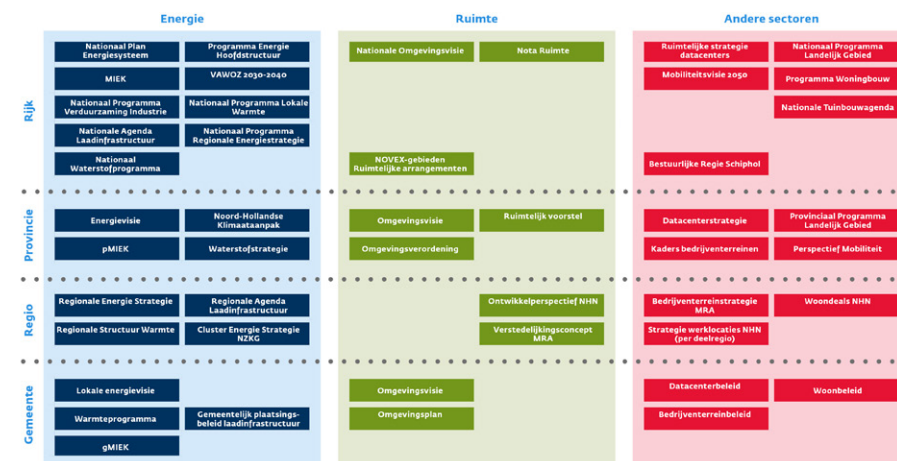 Energie
Ruimte
Andere sectoren
Rijk
Nationaal Plan
Energiesysteem
Programma Energie
Hoofdstructuur
MIEK
VAWOZ 2030-2040
Nationaal Programma
Verduurzaming Industrie
Nationaal Programma Lokale
Warmte
Nationale Agenda
Laadinfrastructuur
Nationaal Programma
Regionale Energiestrategie
Nationaal
Waterstofprogramma
Nationale Omgevingsvisie
Nota Ruimte
NOVEX-gebieden
Ruimtelijke arrangementen
Ruimtelijke strategie
datacenters
Nationaal Programma
Landelijk Gebied
Mobiliteitsvisie 2050
Programma Woningbouw
Nationale Tuinbouwagenda
Bestuurlijke Regie Schiphol
Provincie
Energievisie
Noord-Hollandse
Klimaataanpak
pMIEK
Waterstofstrategie
Omgevingsvisie
Ruimtelijk voorstel
Omgevingsverordening
Datacenterstrategie
Provinciaal Programma
Landelijk Gebied
Kaders bedrijventerreinen
Perspectief Mobiliteit
Regio
Regionale Energie Strategie
Regionale Agenda
Laadinfrastructuur
Regionale Structuur Warmte
Cluster Energie Strategie
NZKG
Ontwikkelperspectief NHN
Verstedelijkingsconcept
MRA
Bedrijventerreinstrategie
MRA
Woondeals NHN
Strategie werklocaties NHN
(per deelregio)
Gemeente
Lokale energievisie
Warmteprogramma
Gemeentelijk plaatsings-
beleid laadinfrastructuur
gMIEK
Omgevingsvisie
Omgevingsplan
Datacenterbeleid
Woonbeleid
Bedrijventerreinbeleid